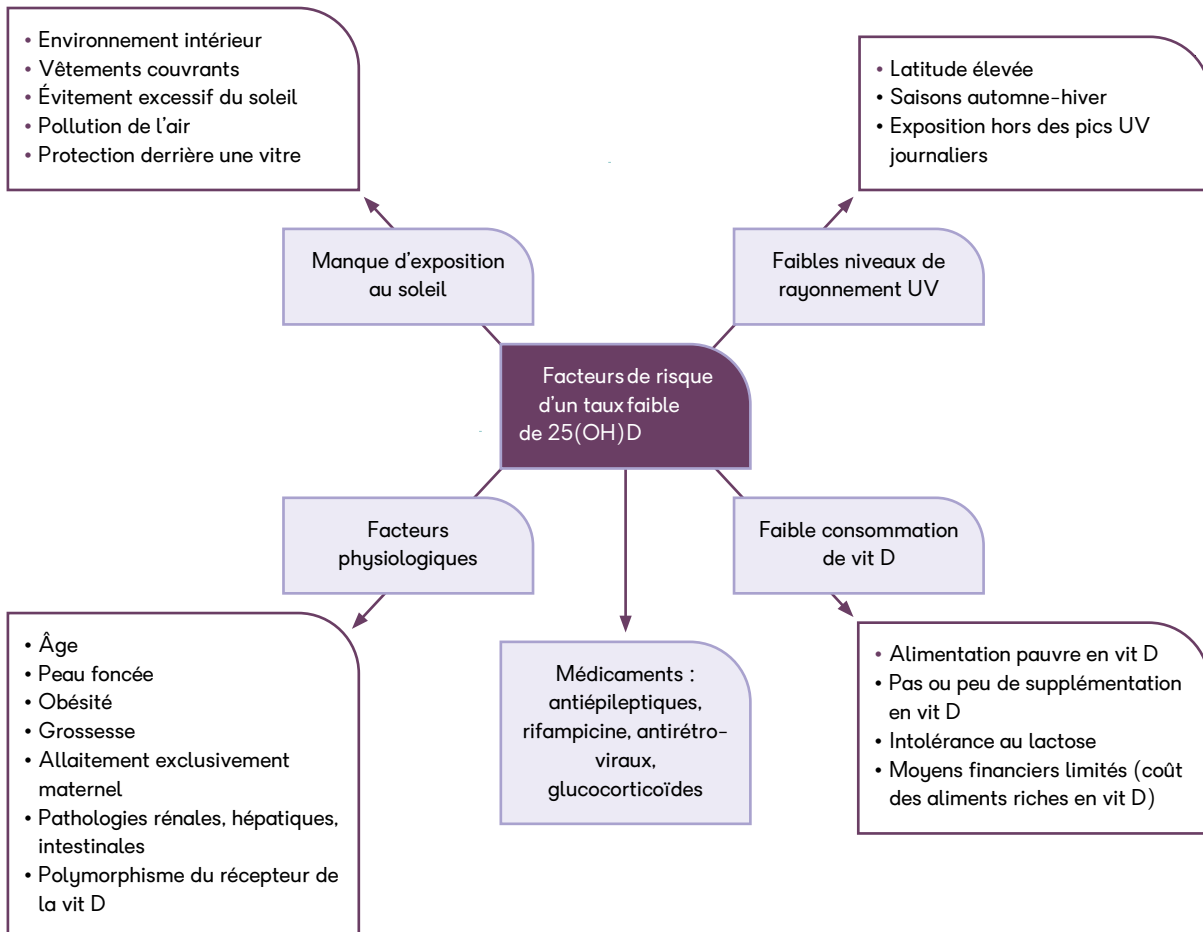 • Environnement intérieur
• Vêtements couvrants
• Évitement excessif du soleil
• Pollution de l'air
• Protection derrière une vitre
• Latitude élevée
• Saisons automne-hiver
• Exposition hors des pics UV
journaliers
Manque d'exposition
au soleil
Faibles niveaux de
rayonnement UV
Facteurs de risque
d'un taux faible
de 25(OH)D
Facteurs
physiologiques
Faible consommation
de vit D
• Âge
• Peau foncée
• Obésité
• Grossesse
• Allaitement exclusivement
maternel
• Pathologies rénales, hépatiques,
intestinales
• Polymorphisme du récepteur de
la vit D
Médicaments :
antiépileptiques,
rifampicine, antirétro-
viraux,
glucocorticoïdes
• Alimentation pauvre en vit D
• Pas ou peu de supplémentation
en vit D
• Intolérance au lactose
• Moyens financiers limités (coût
des aliments riches en vit D)